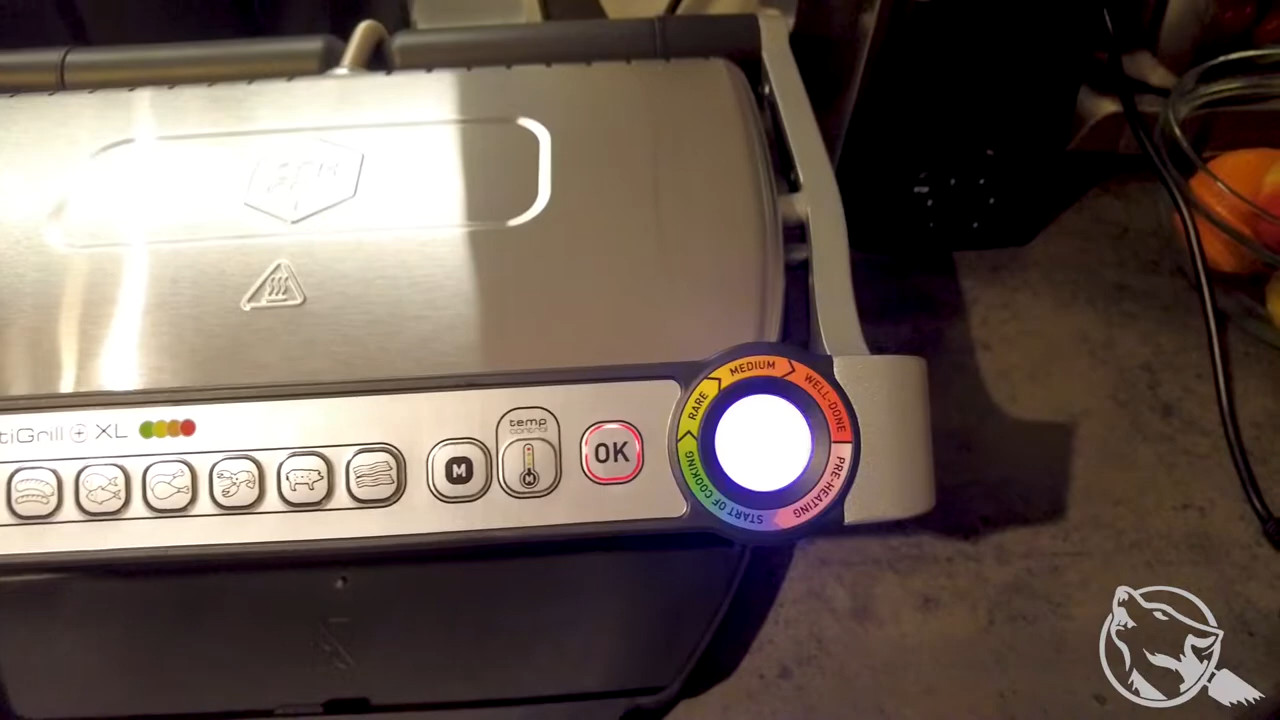 tiGrill + XL
temp
control
M
M
OK
RARE
MEDIUM
WELL-DONE
PRE-HEATING
START OF COOKING